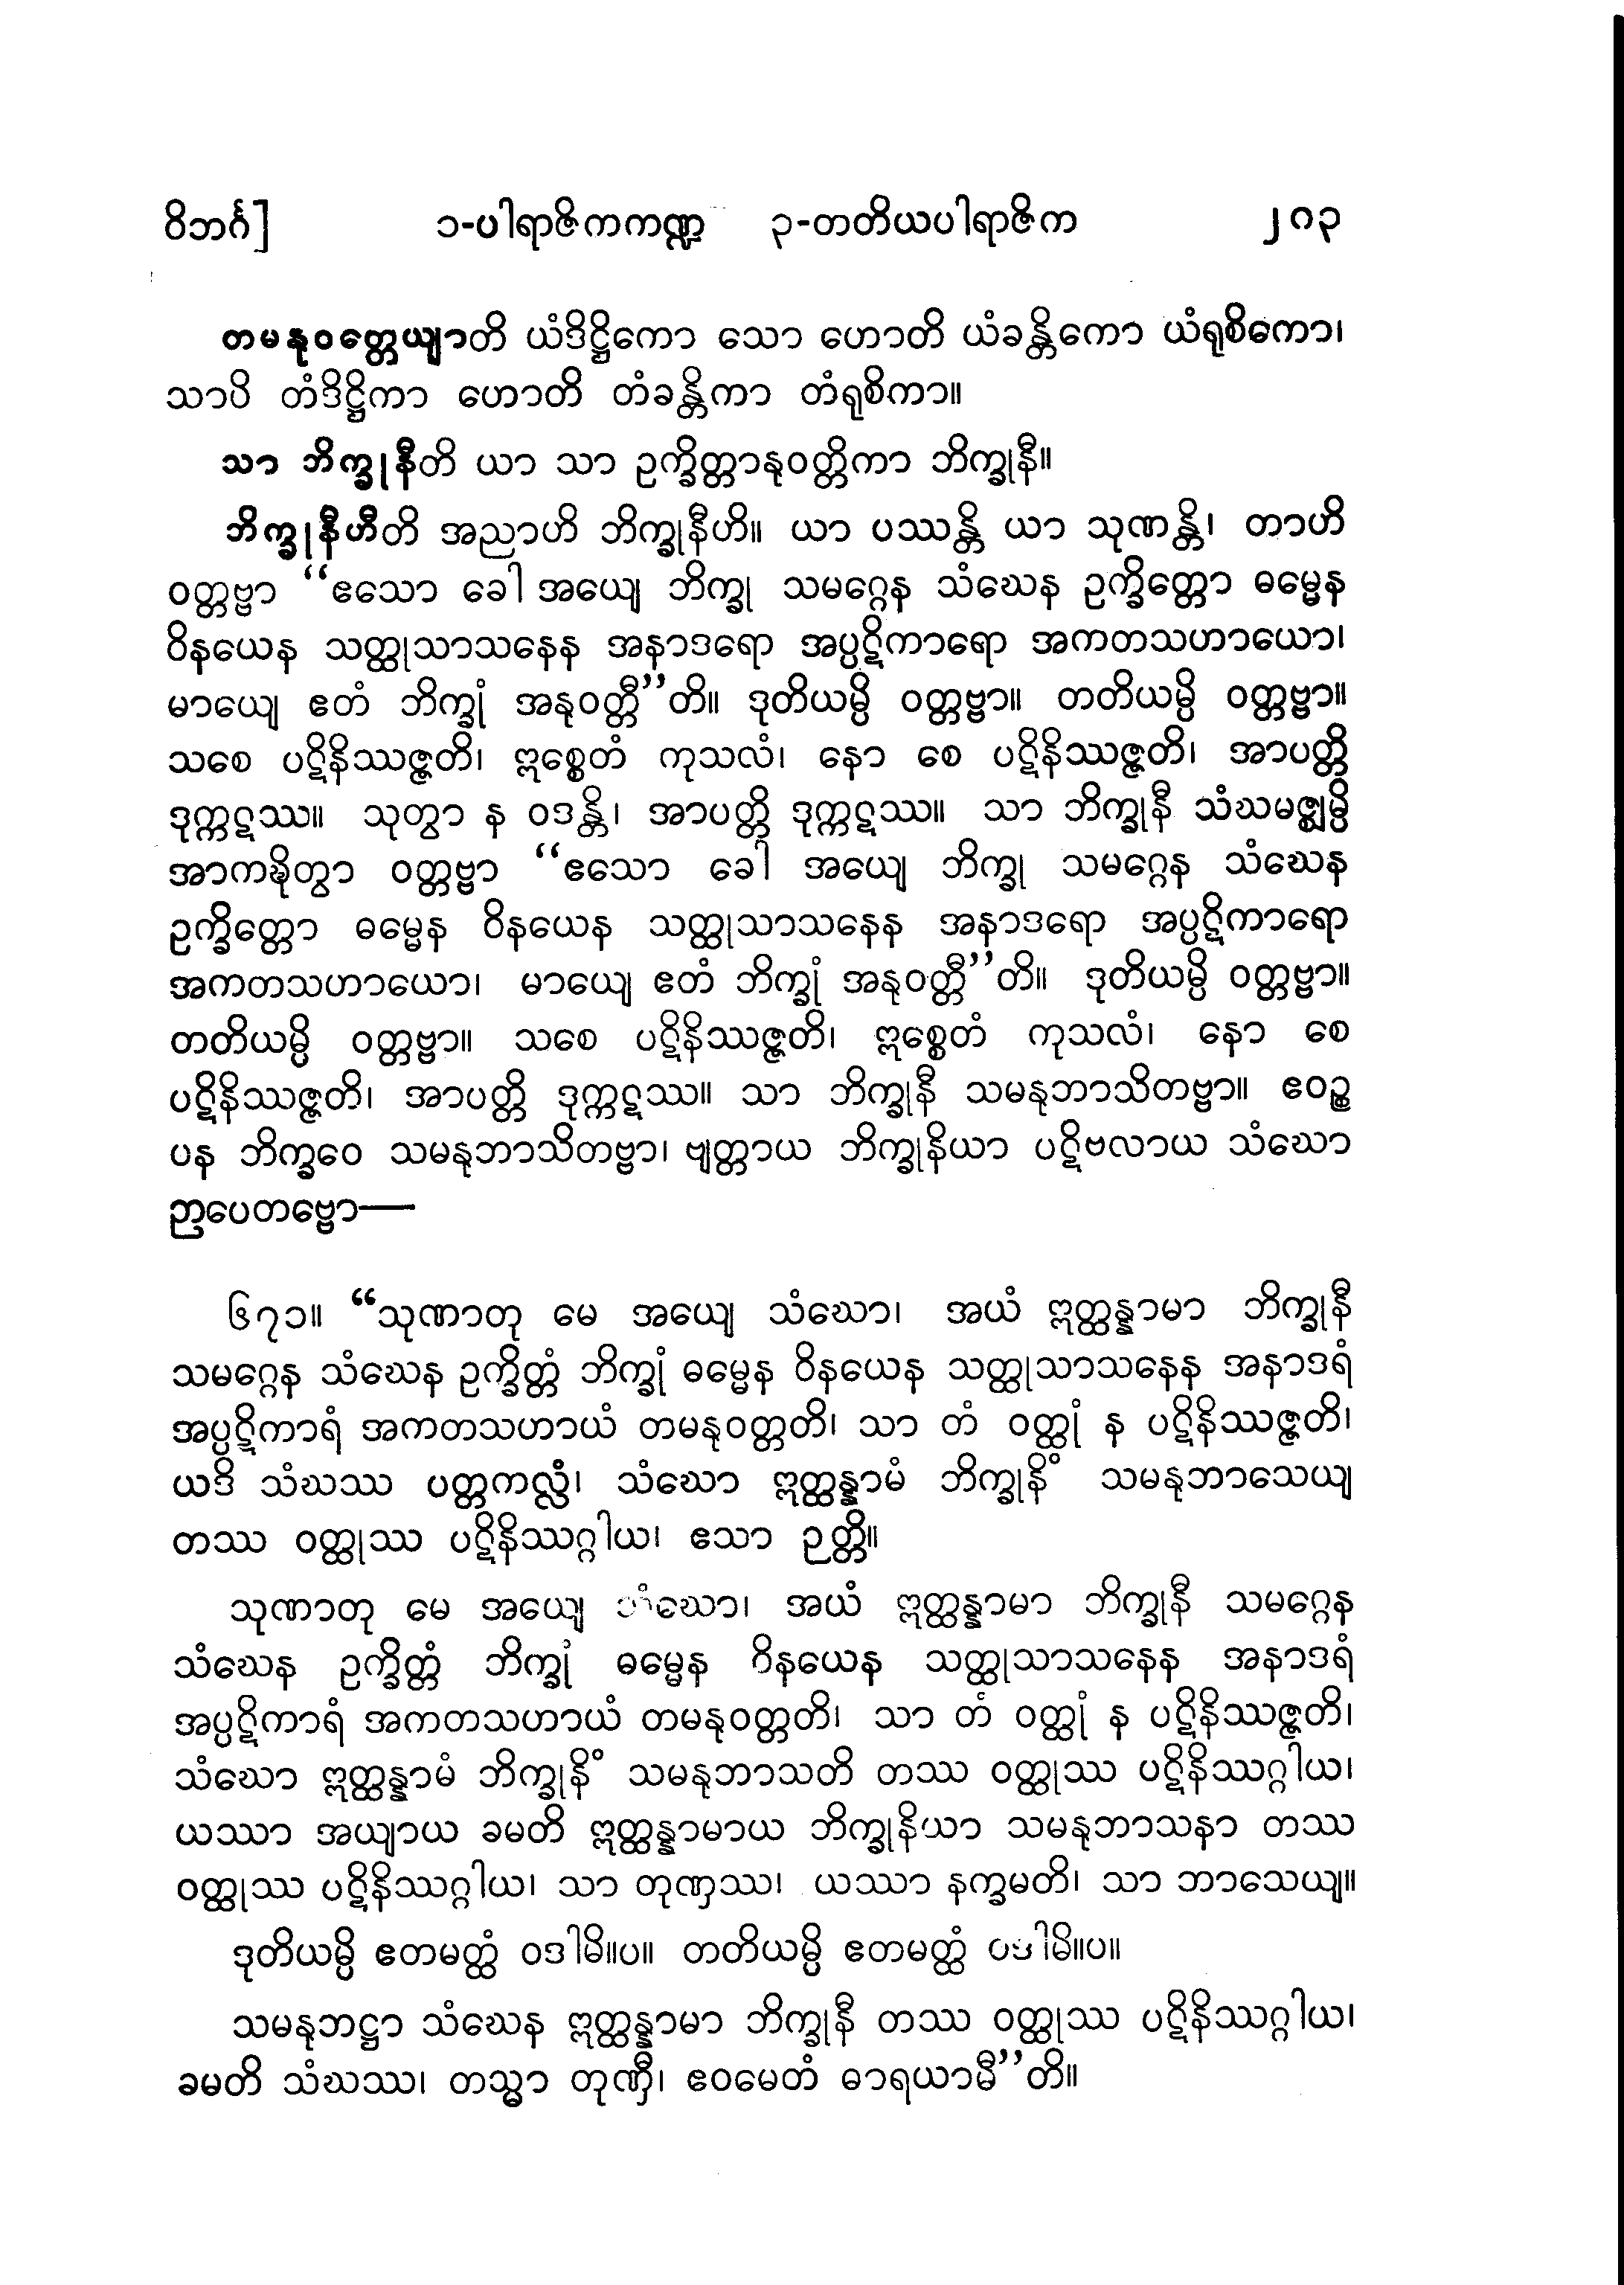 ဝိဘင်္ဂ] ၁-ပါရာဇိကကဏ္ဍ ၃-တတိယပါရာဇိက ၂၈၃
တမနုဝတ္တေယျာတိ ယံဒိဋ္ဌိကော သော ဟောတိ ယံခန္တိကော ယံရုစိကော၊
သာပိ တံဒိဋ္ဌိကာ ဟောတိ တံခန္တိကာ တံရုစိကာ။
သာ ဘိက္ခုနီတိ ယာ သာ ဥက္ခိတ္တာနုဝတ္တိကာ ဘိက္ခုနီ။
ဘိက္ခုနီဟီတိ အညာဟိ ဘိက္ခုနီဟိ။ ယာ ပဿန္တိ ယာ သုဏန္တိ၊ တာဟိ
ဝတ္တဗ္ဗာ “ဧသော ခေါ အယျေ ဘိက္ခု သမဂ္ဂေန သံဃေန ဥက္ခိတ္တော ဓမ္မေန
ဝိနယေန သတ္ထုသာသနေန အနာဒရော အပ္ပဋိကာရော အကတသဟာယော၊
မာယျေ ဧတံ ဘိက္ခုံ အနုဝတ္တီ”တိ။ ဒုတိယမ္ပိ ဝတ္တဗ္ဗာ။ တတိယမ္ပိ ဝတ္တဗ္ဗာ။
သစေ ပဋိနိဿဇ္ဇတိ၊ ဣစ္စေတံ ကုသလံ၊ နော စေ ပဋိနိဿဇ္ဇတိ၊ အာပတ္တိ
ဒုက္ကဋဿ။ သုတွာ န ဝဒန္တိ၊ အာပတ္တိ ဒုက္ကဋဿ။ သာ ဘိက္ခုနီ သံဃမဇ္ဈမ္ပိ
အာကဍ္ဎိတွာ ဝတ္တဗ္ဗာ “ဧသော ခေါ အယျေ ဘိက္ခု သမဂ္ဂေန သံဃေန
ဥက္ခိတ္တော ဓမ္မေန ဝိနယေန သတ္ထုသာသနေန အနာဒရော အပ္ပဋိကာရော
အကတသဟာယော၊ မာယျေ ဧတံ ဘိက္ခုံ အနုဝတ္တီ”တိ။ ဒုတိယမ္ပိ ဝတ္တဗ္ဗာ။
တတိယမ္ပိ ဝတ္တဗ္ဗာ။ သစေ ပဋိနိဿဇ္ဇတိ၊ ဣစ္စေတံ ကုသလံ၊ နော စေ
ပဋိနိဿဇ္ဇတိ၊ အာပတ္တိ ဒုက္ကဋဿ။ သာ ဘိက္ခုနီ သမနုဘာသိတဗ္ဗာ။ ဧဝဉ္စ
ပန ဘိက္ခဝေ သမနုဘာသိတဗ္ဗာ၊ ဗျတ္တာယ ဘိက္ခုနိယာ ပဋိဗလာယ သံဃော
ဉာပေတဗ္ဗော—
၆၇၁။ “သုဏာတု မေ အယျေ သံဃော၊ အယံ ဣတ္ထန္နာမာ ဘိက္ခုနီ
သမဂ္ဂေန သံဃေန ဥက္ခိတ္တံ ဘိက္ခုံ ဓမ္မေန ဝိနယေန သတ္ထုသာသနေန အနာဒရံ
အပ္ပဋိကာရံ အကတသဟာယံ တမနုဝတ္တတိ၊ သာ တံ ဝတ္ထုံ န ပဋိနိဿဇ္ဇတိ၊
ယဒိ သံဃဿ ပတ္တကလ္လံ၊ သံဃော ဣတ္ထန္နာမံ ဘိက္ခုနိံ သမနုဘာသေယျ
တဿ ဝတ္ထုဿ ပဋိနိဿဂ္ဂါယ၊ ဧသာ ဉတ္တိ။
သုဏာတု မေ အယျေ သံဃော၊ အယံ ဣတ္ထန္နာမာ ဘိက္ခုနီ သမဂ္ဂေန
သံဃေန ဥက္ခိတ္တံ ဘိက္ခုံ ဓမ္မေန ဝိနယေန သတ္ထုသာသနေန အနာဒရံ
အပ္ပဋိကာရံ အကတသဟာယံ တမနုဝတ္တတိ၊ သာ တံ ဝတ္ထုံ န ပဋိနိဿဇ္ဇတိ၊
သံဃော ဣတ္ထန္နာမံ ဘိက္ခုနိံ သမနုဘာသတိ တဿ ဝတ္ထုဿ ပဋိနိဿဂ္ဂါယ၊
ယဿာ အယျာယ ခမတိ ဣတ္ထန္နာမာယ ဘိက္ခုနိယာ သမနုဘာသနာ တဿ
ဝတ္ထုဿ ပဋိနိဿဂ္ဂါယ၊ သာ တုဏှဿ၊ ယဿာ နက္ခမတိ၊ သာ ဘာသေယျ။
ဒုတိယမ္ပိ ဧတမတ္ထံ ဝဒါမိ။ပ။ တတိယမ္ပိ ဧတမတ္ထံ ဝဒါမိ။ပ။
သမနုဘဋ္ဌာ သံဃေန ဣတ္ထန္နာမာ ဘိက္ခုနီ တဿ ဝတ္ထုဿ ပဋိနိဿဂ္ဂါယ၊
ခမတိ သံဃဿ၊ တသ္မာ တုဏှီ၊ ဧဝမေတံ ဓာရယာမီ”တိ။